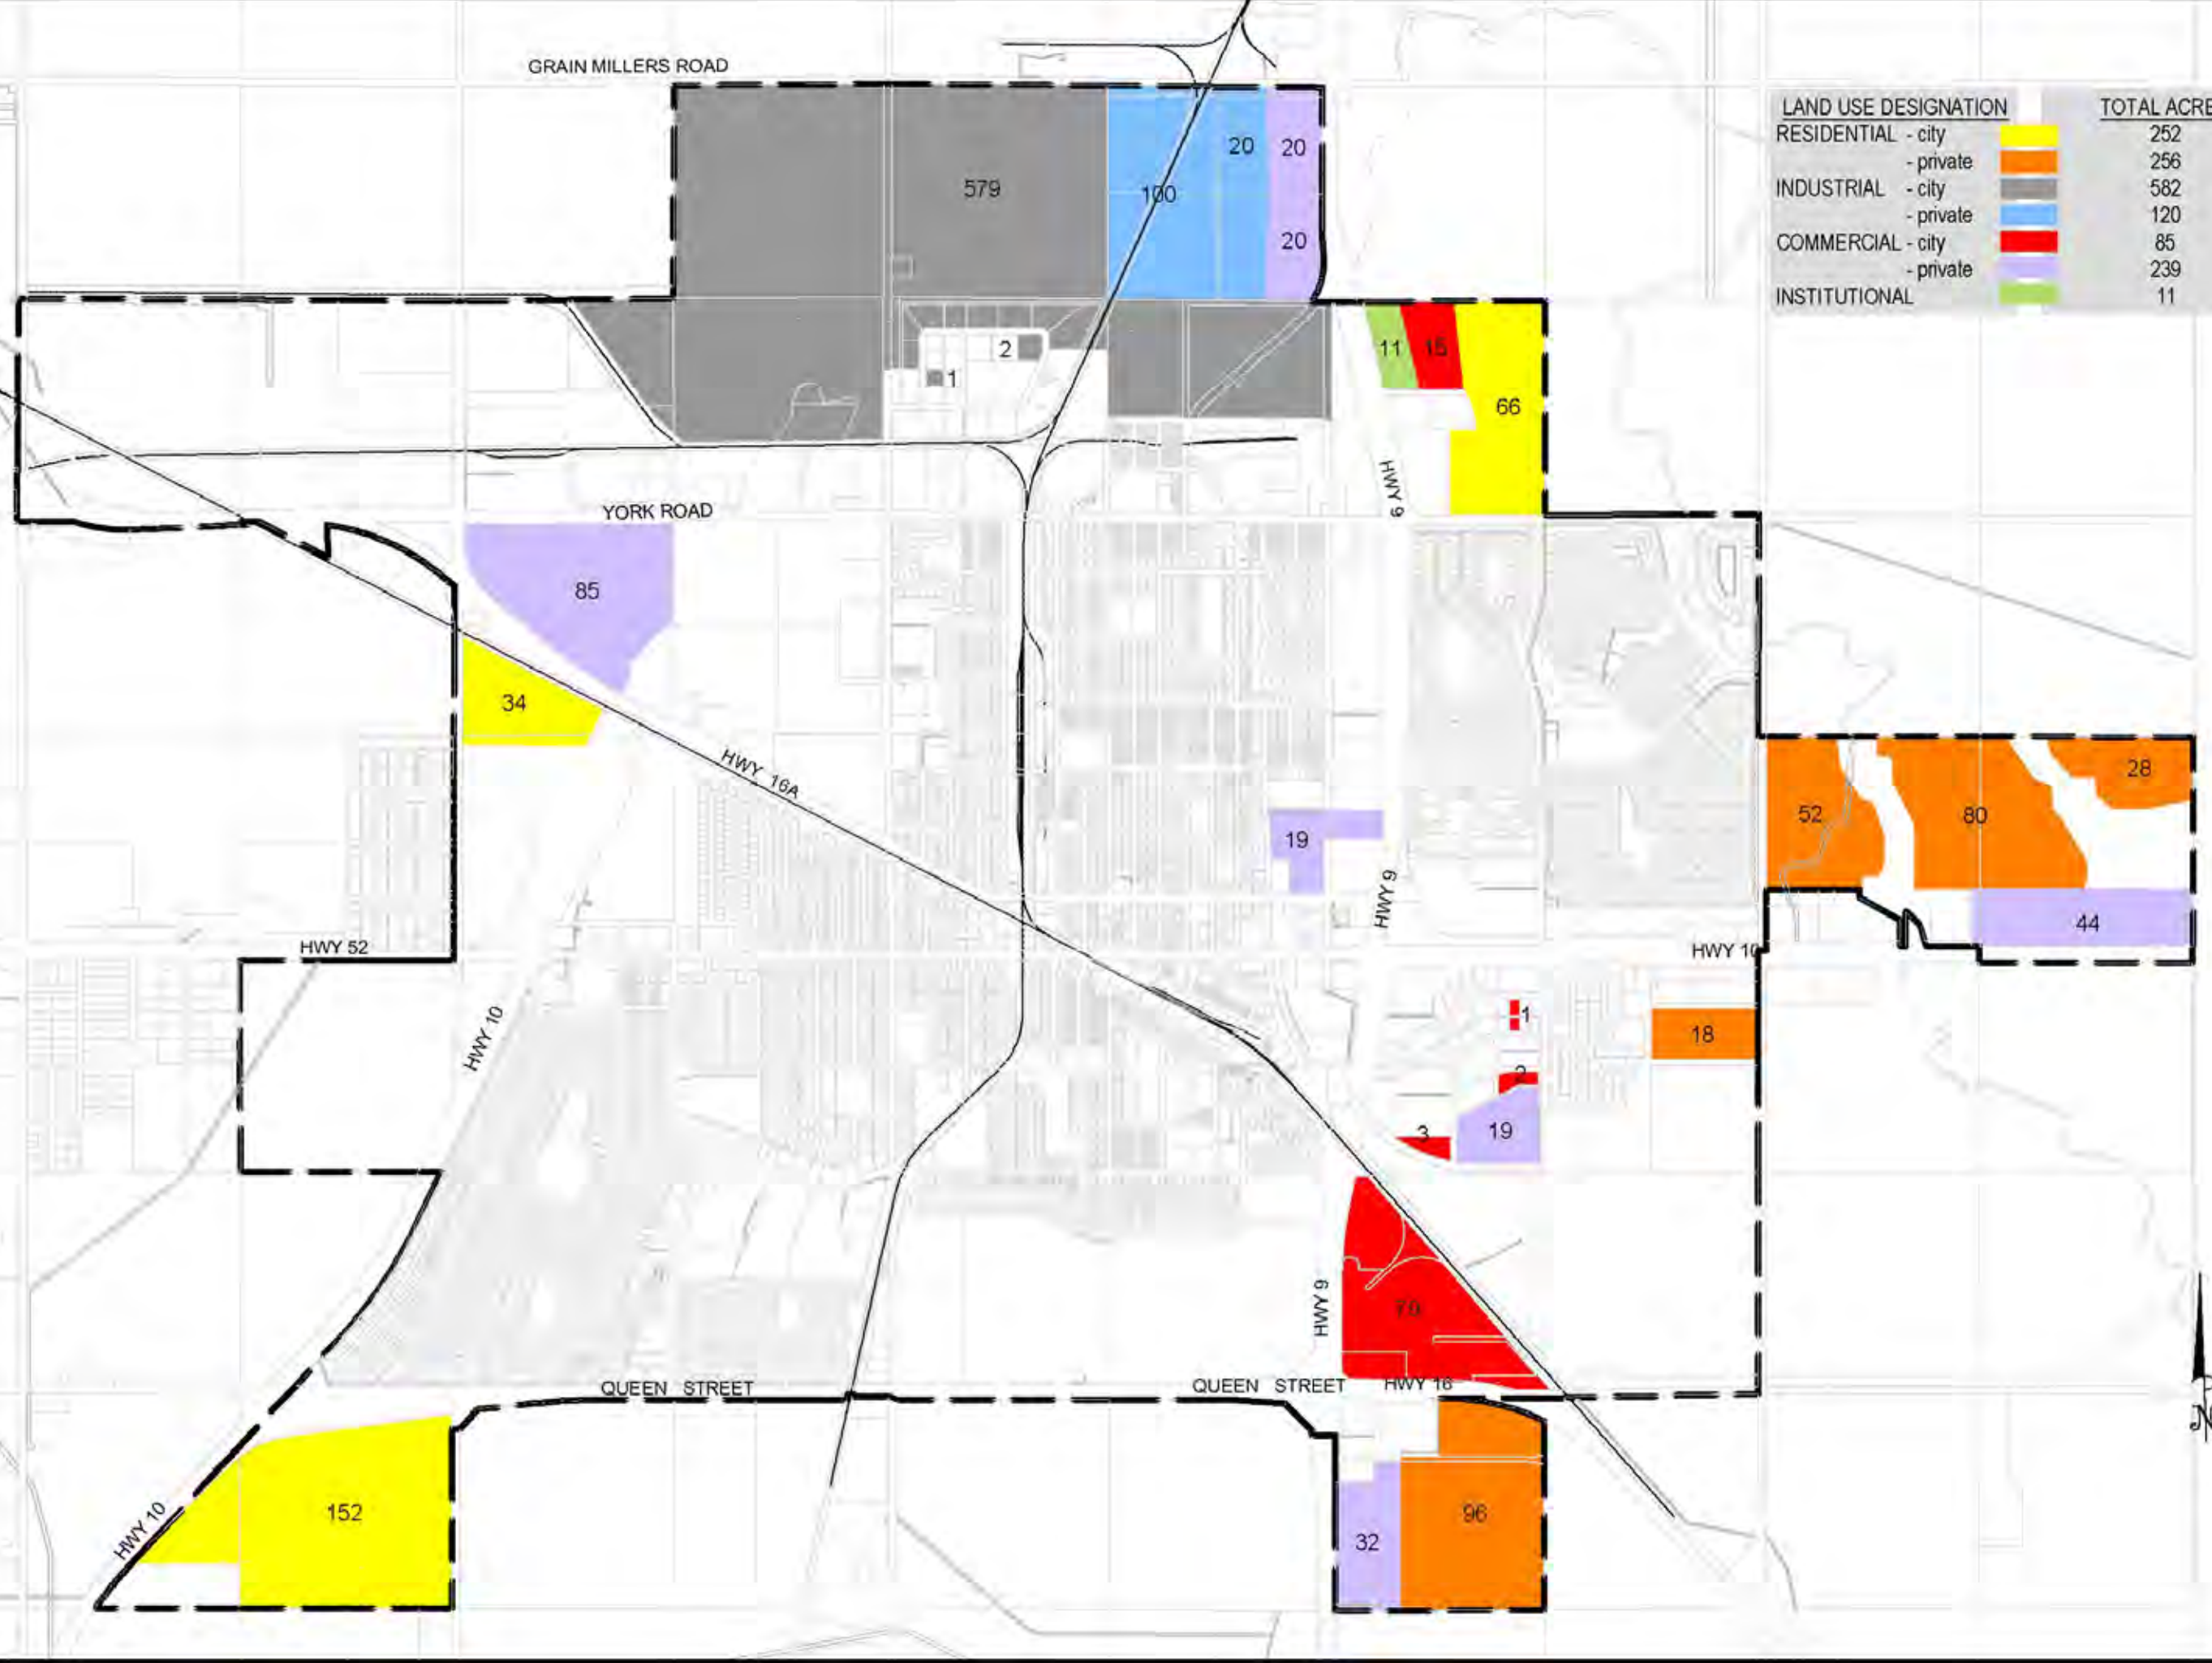 GRAIN MILLERS ROAD
LAND USE DESIGNATION TOTAL ACRE
RESIDENTIAL - city 252
- private 256
INDUSTRIAL - city 582
- private 120
COMMERCIAL - city 85
- private 239
INSTITUTIONAL 11
20 20
579 100
20
2
1
11 15
66
HWY 9
YORK ROAD
85
34
HWY 16A
28
52 80
19
HWY 9
44
HWY 52
HWY 10
HWY 10
1
18
2
3 19
HWY 9
QUEEN STREET
QUEEN STREET HWY 16
152
HWY 10
96
32
N